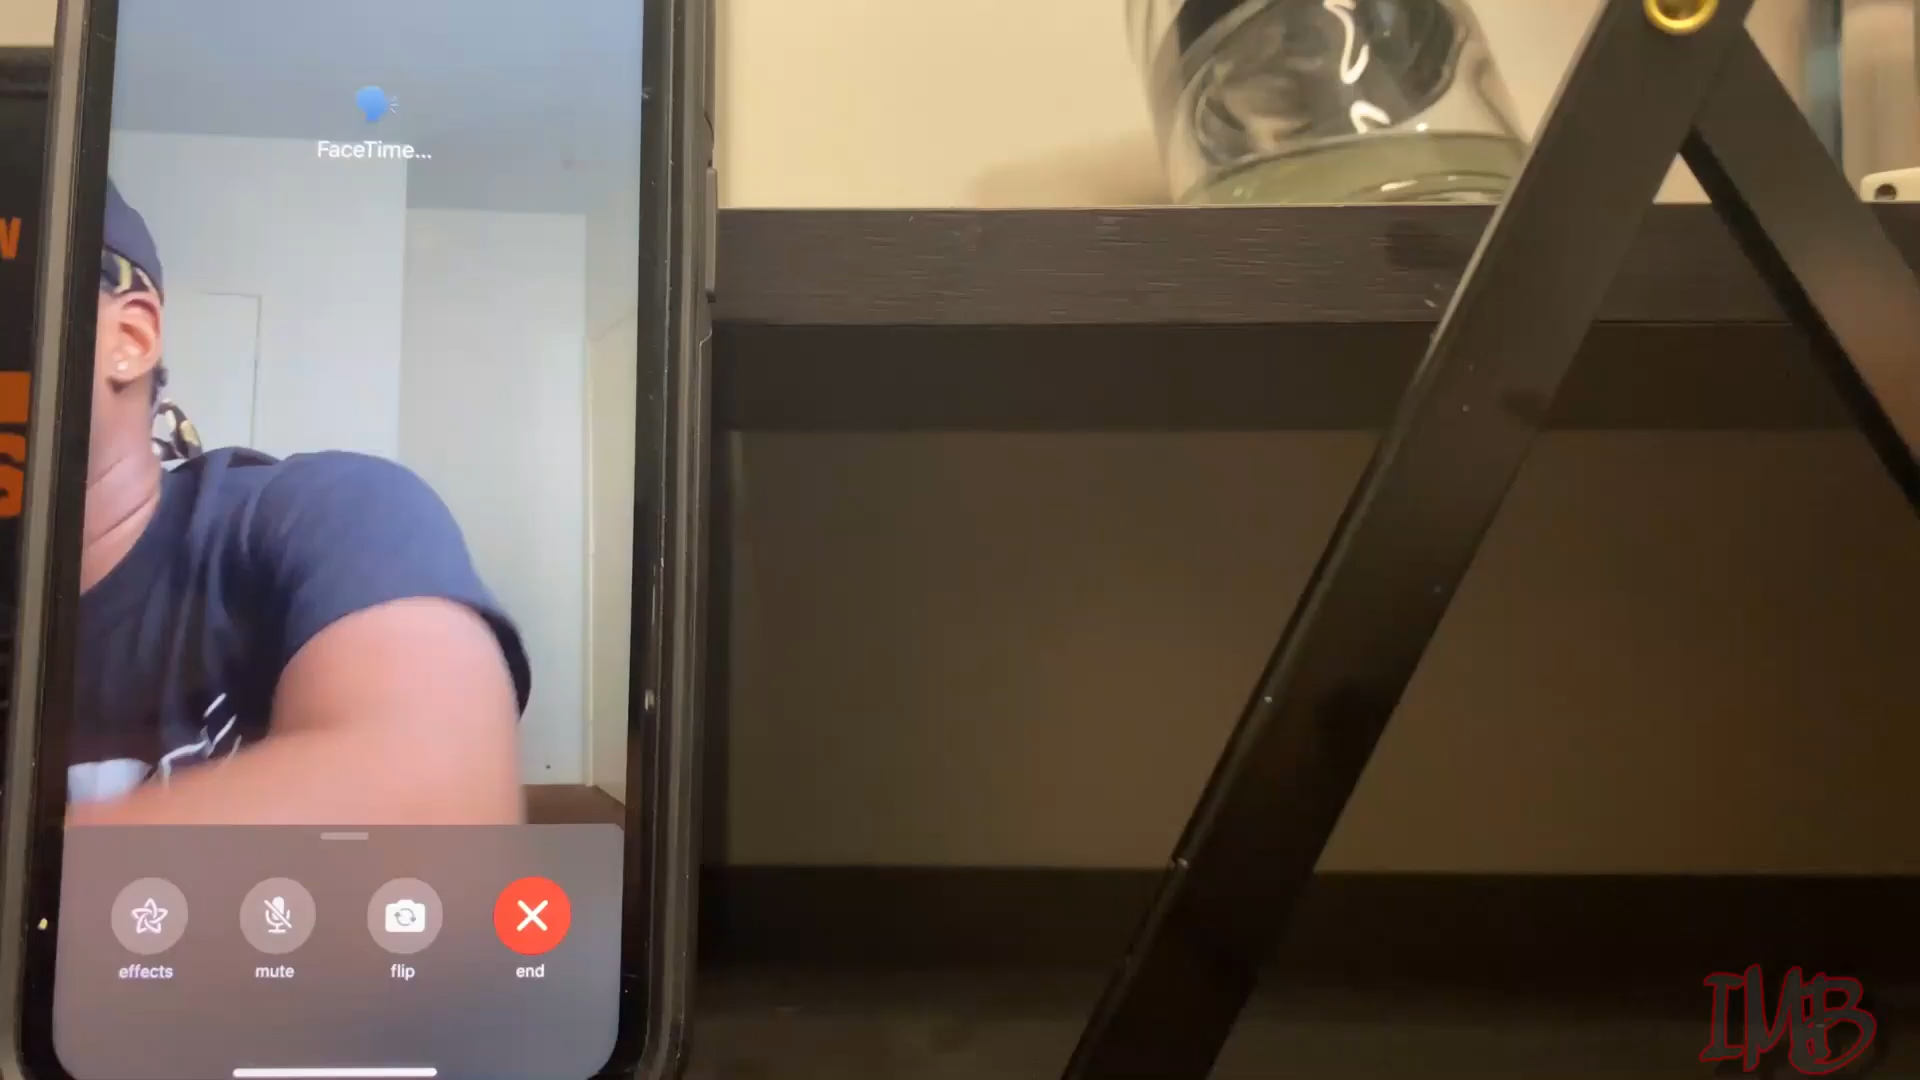 FaceTime...
effects
mute
flip
end
W
S
IMB